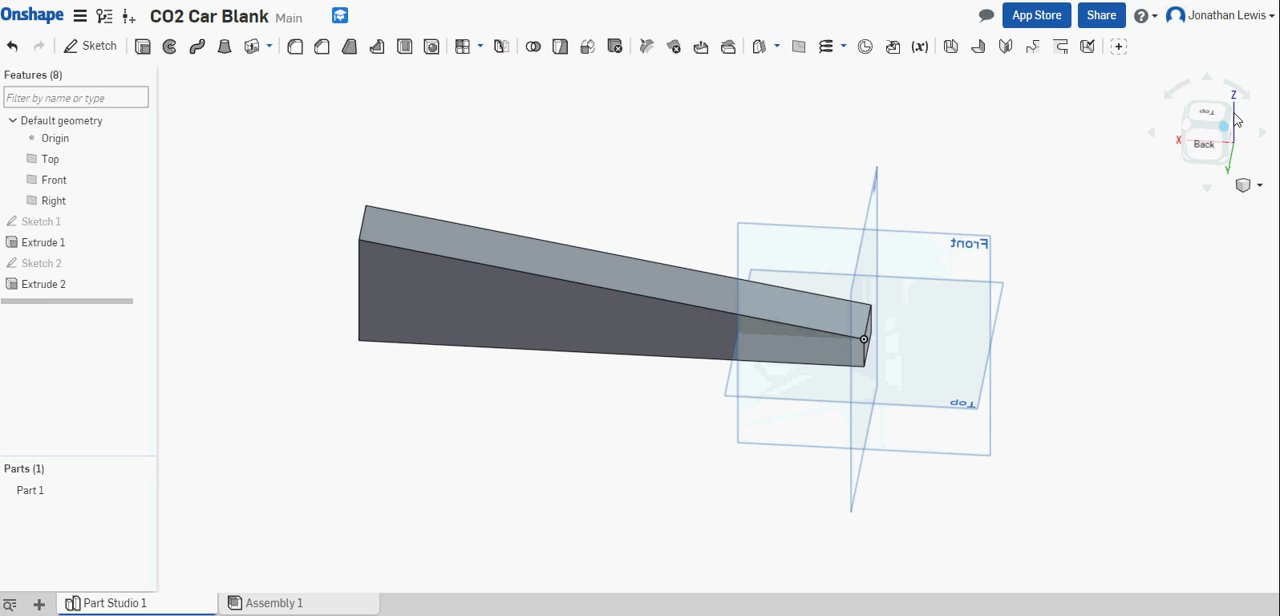 Onshape CO2 Car Blank Main App Store Share Jonathan Lewis
Sketch (x)
Features (8)
Filter by name or type
Default geometry
Origin
Top
Front
Right
Sketch 1
Extrude 1
Sketch 2
Extrude 2
Parts (1)
Part 1
Front
Top
Z
Top
X
Back
Y
Part Studio 1
Assembly 1